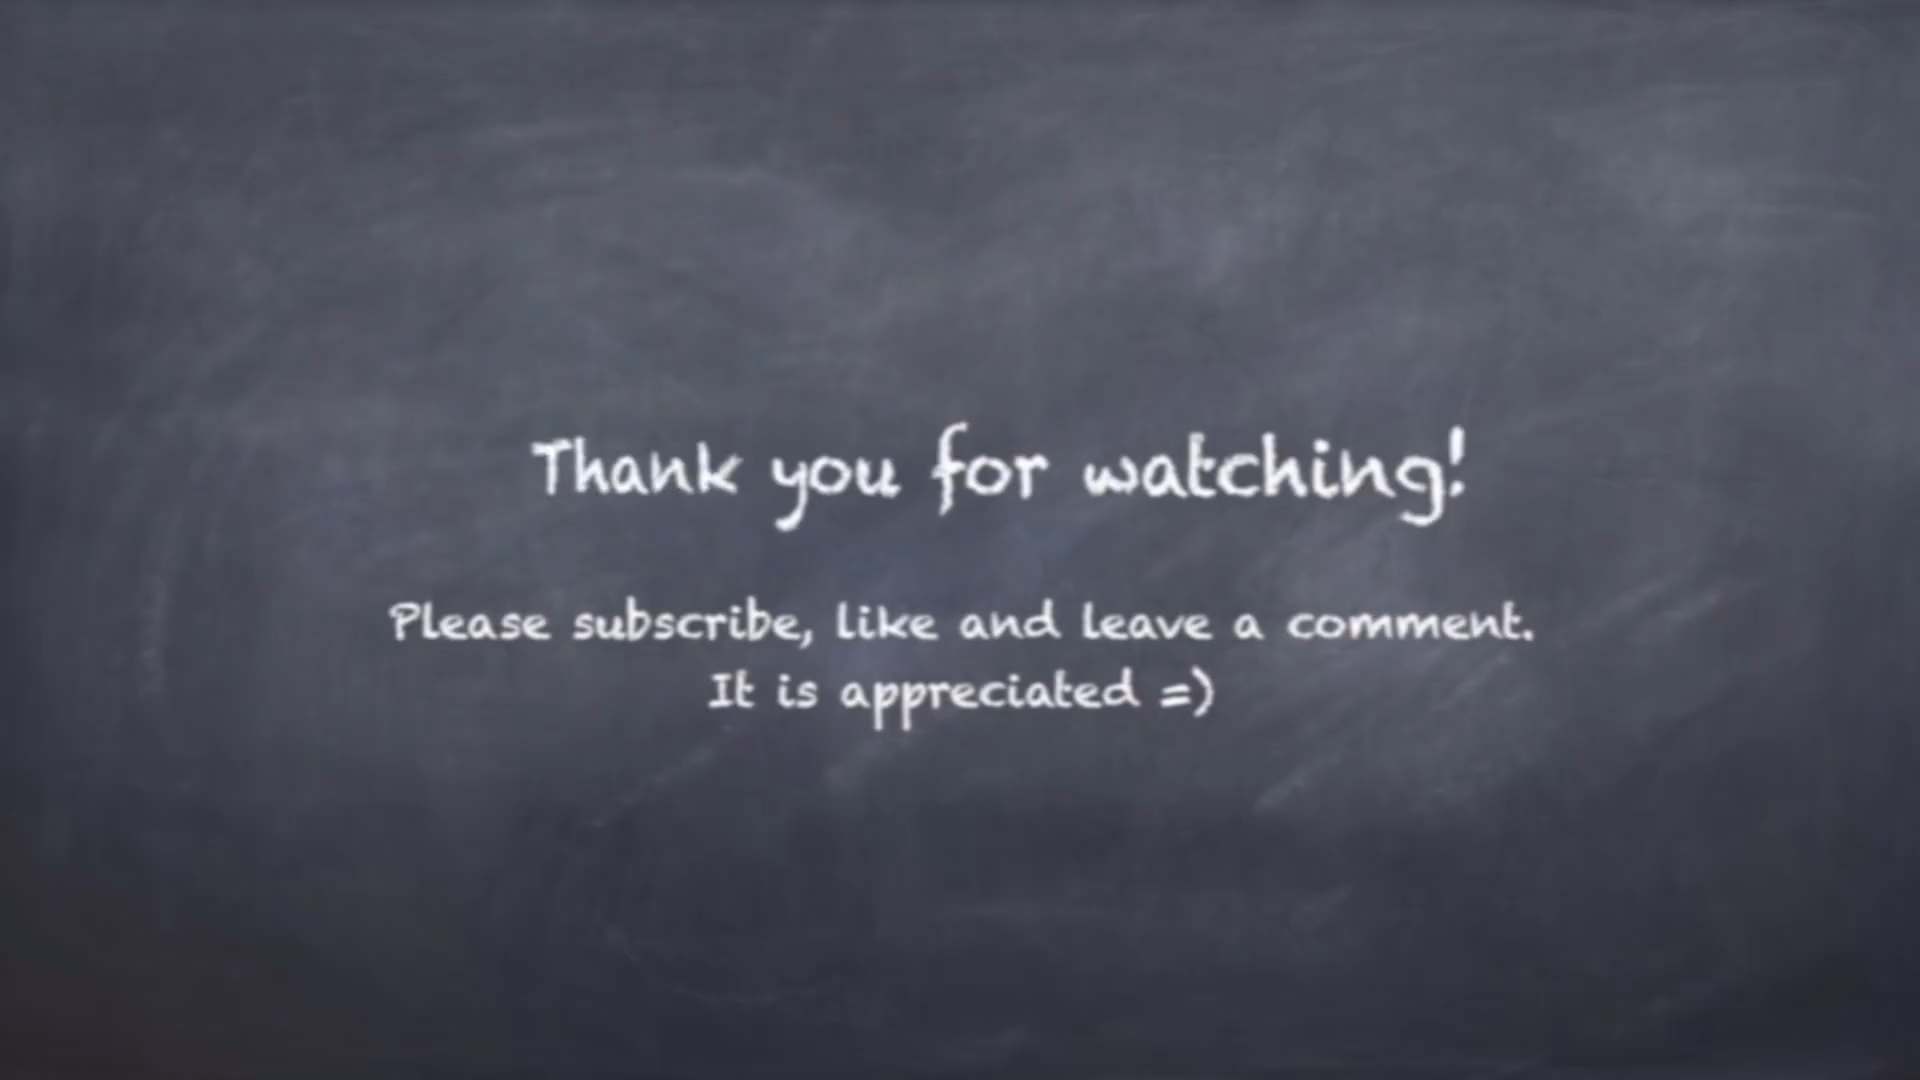 Thank you for watching!
Please subscribe, like and leave a comment.
It is appreciated =)